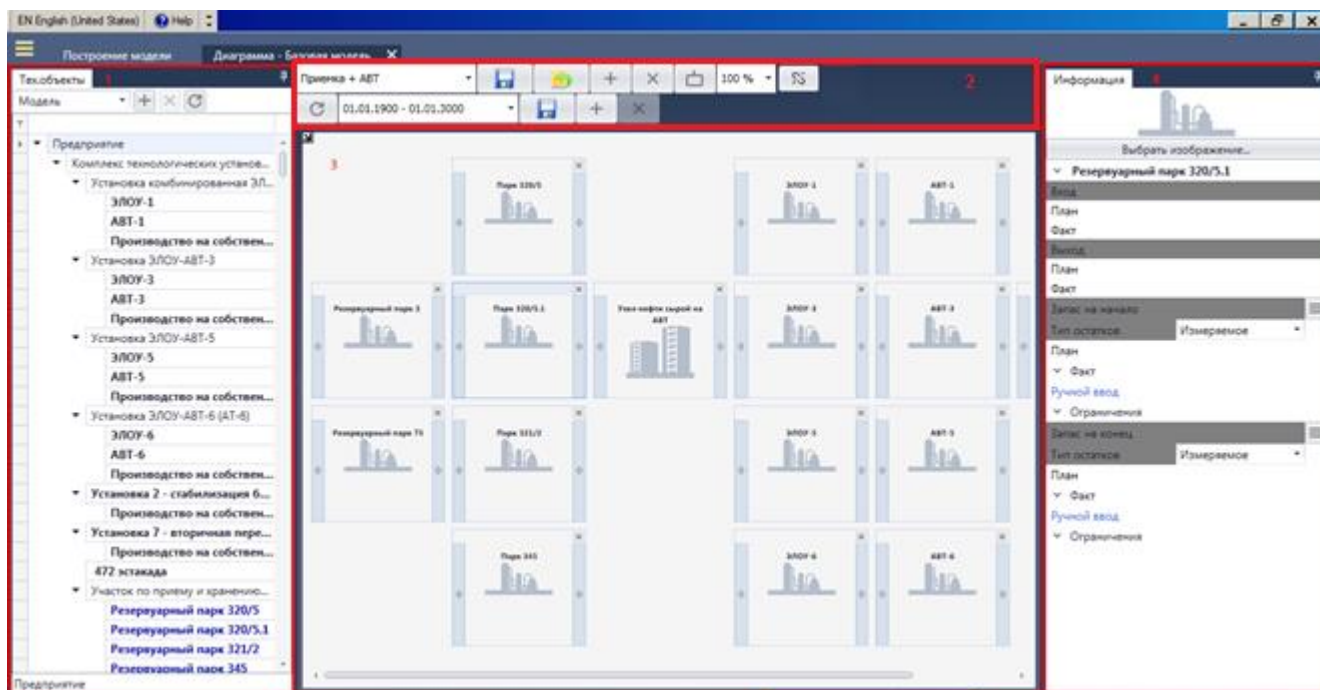 EN English (United States) Help
Построение модели Диаграмма - Базовая модель
Тех.объекты 1
Модель
Предприятие
Комплекс технологических установ...
Установка комбинированная ЭЛ...
ЭЛОУ-1
АВТ-1
Производство на собствен...
Установка ЭЛОУ-АВТ-3
ЭЛОУ-3
АВТ-3
Производство на собствен...
Установка ЭЛОУ-АВТ-5
ЭЛОУ-5
АВТ-5
Производство на собствен...
Установка ЭЛОУ-АВТ-6 (АТ-6)
ЭЛОУ-6
АВТ-6
Производство на собствен...
Установка 2 - стабилизация б...
Производство на собствен...
Установка 7 - вторичная пере...
Производство на собствен...
472 эстакада
Участок по приему и хранению...
Резервуарный парк 320/5
Резервуарный парк 320/5.1
Резервуарный парк 321/2
Резервуарный парк 345
Предприятие
Приемка + АВТ 100 % 2
01.01.1900 - 01.01.3000
3
Парк 320/5 ЭЛОУ-1 АВТ-1
Резервуарный парк 3 Парк 320/5.1 Узел нефти сырой на
АВТ ЭЛОУ-3 АВТ-3
Резервуарный парк ТЗ Парк 321/2 ЭЛОУ-5 АВТ-5
Парк 345 ЭЛОУ-6 АВТ-6
Информация 4
Выбрать изображение...
Резервуарный парк 320/5.1
Вход
План
Факт
Выход
План
Факт
Запас на начало
Тип остатков Измеряемое
План
Факт
Ручной ввод
Ограничения
Запас на конец
Тип остатков Измеряемое
План
Факт
Ручной ввод
Ограничения